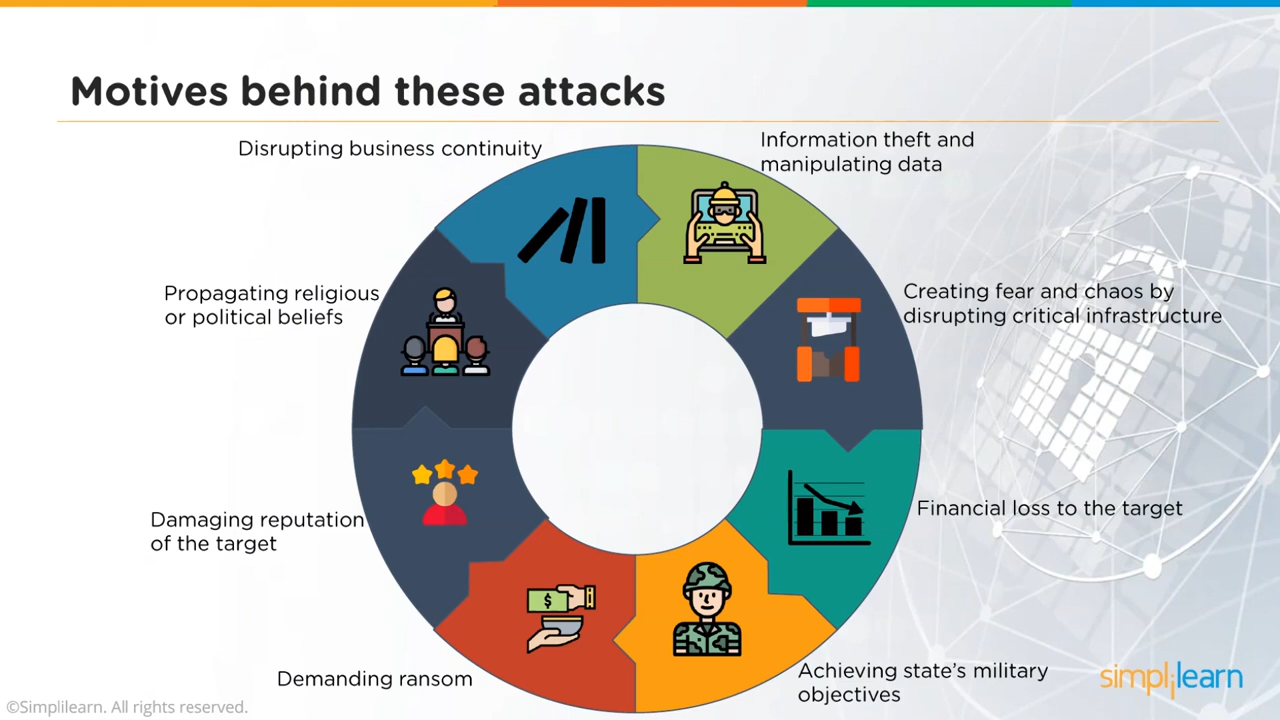 Motives behind these attacks
Disrupting business continuity
Information theft and
manipulating data
Propagating religious
or political beliefs
Creating fear and chaos by
disrupting critical infrastructure
Damaging reputation
of the target
Financial loss to the target
$
Demanding ransom
Achieving state's military
objectives
simplilearn
©Simplilearn. All rights reserved.